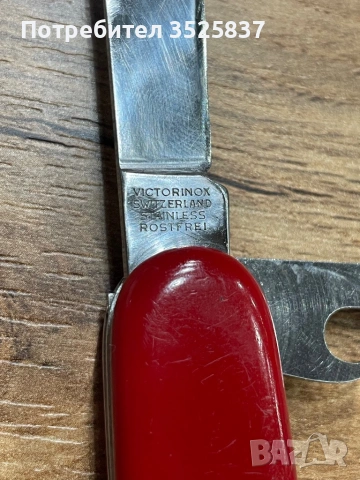 Потребител 3525837
VICTORINOX
SWITZERLAND
STAINLESS
ROSTFREI
BAZAR